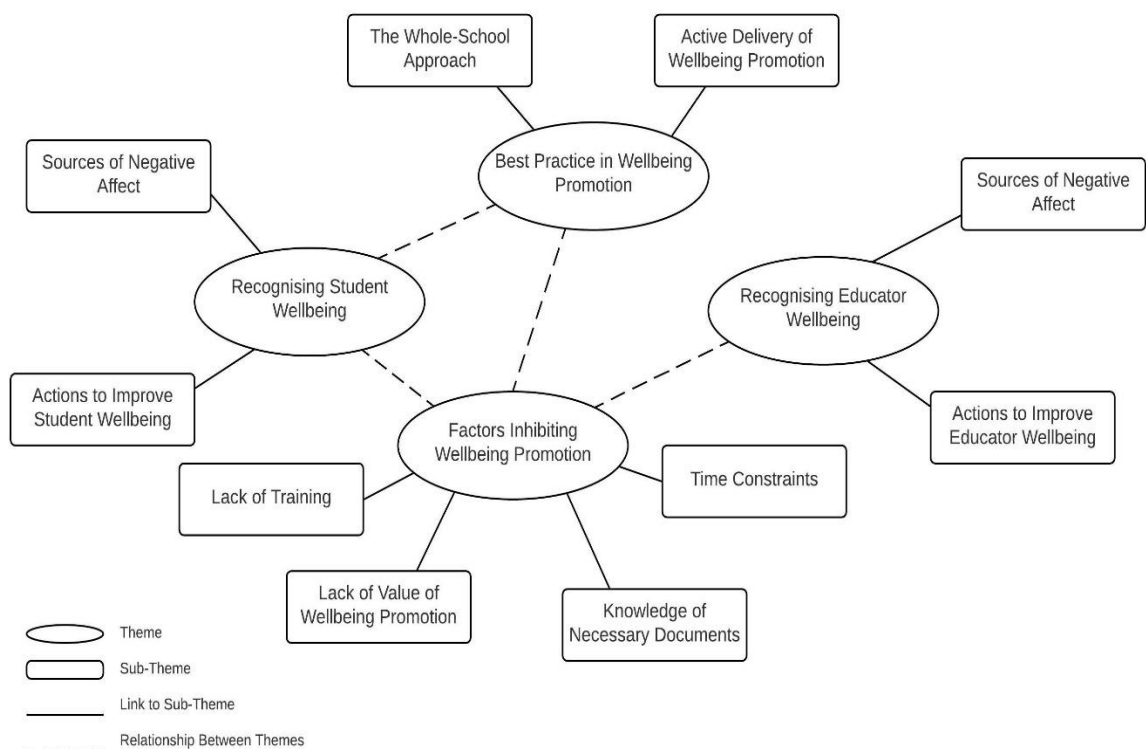 The Whole-School
Approach
Active Delivery of
Wellbeing Promotion
Sources of Negative
Affect
Best Practice in Wellbeing
Promotion
Sources of Negative
Affect
Recognising Student
Wellbeing
Recognising Educator
Wellbeing
Actions to Improve
Student Wellbeing
Factors Inhibiting
Wellbeing Promotion
Actions to Improve
Educator Wellbeing
Lack of Training
Time Constraints
Lack of Value of
Wellbeing Promotion
Knowledge of
Necessary Documents
Theme
Sub-Theme
Link to Sub-Theme
Relationship Between Themes